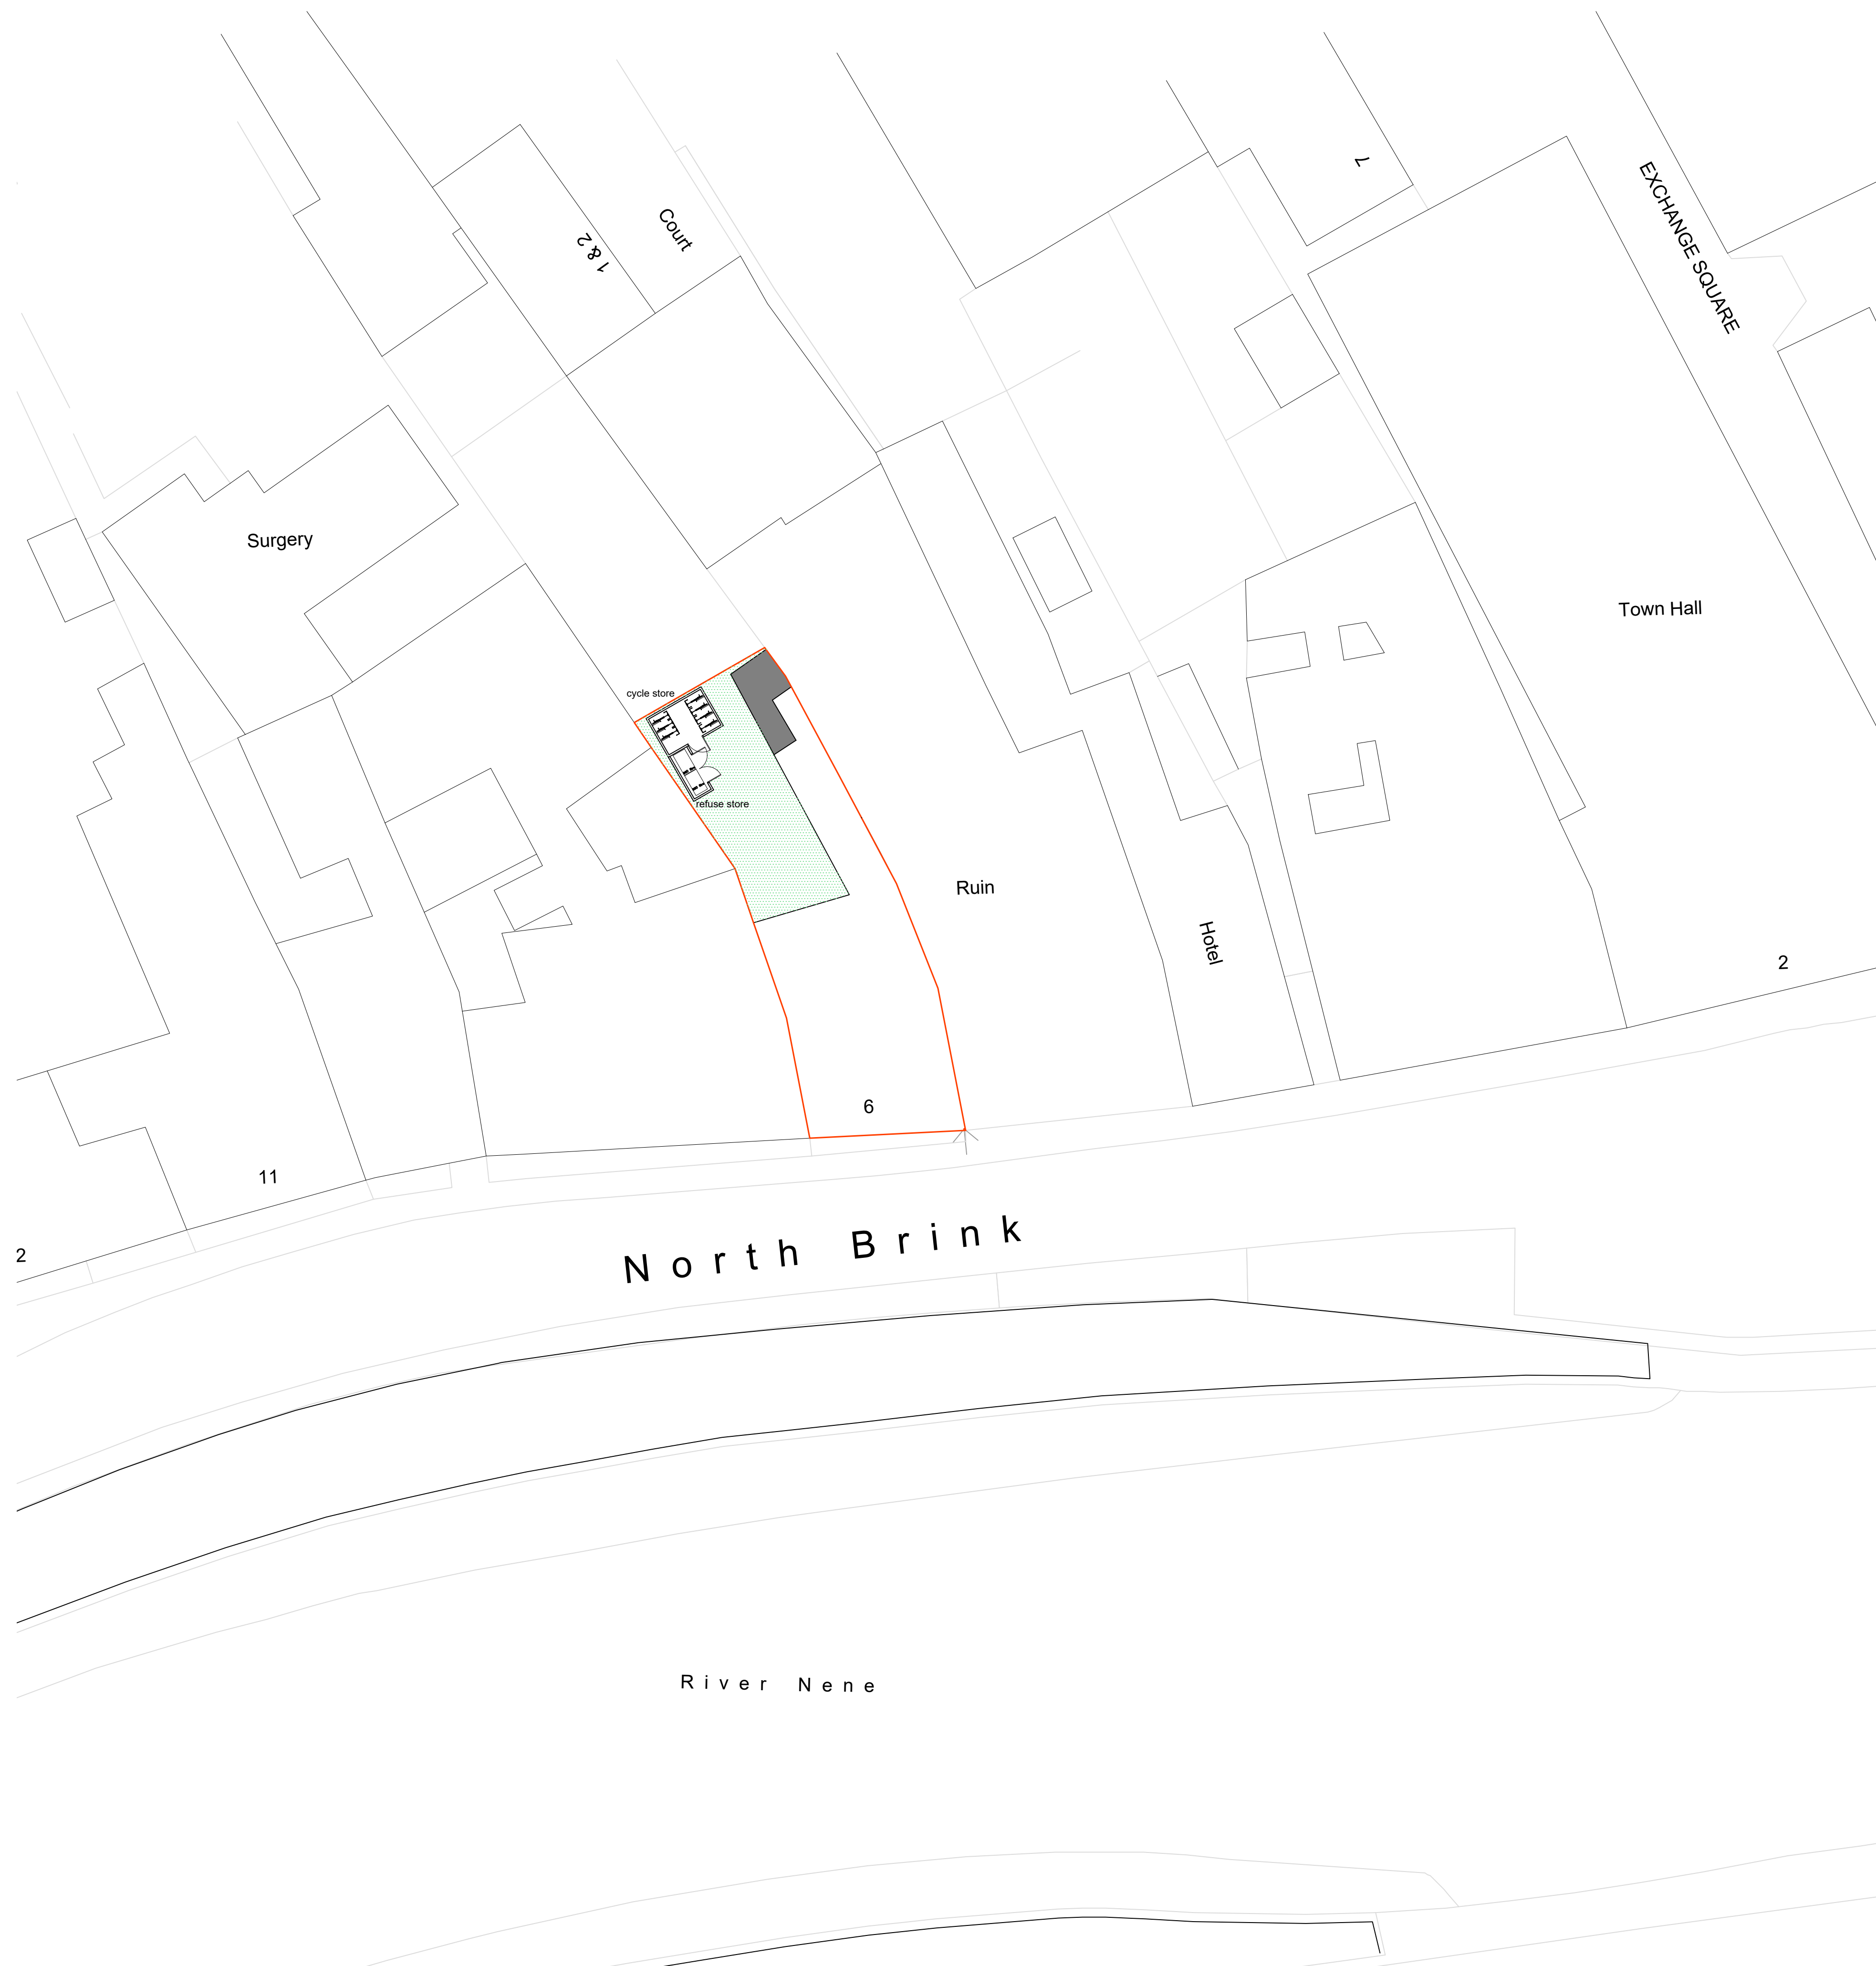 7
EXCHANGE SQUARE
Court
1 & 2
Surgery
Town Hall
cycle store
refuse store
Ruin
Hotel
2
6
11
2
North Brink
River Nene